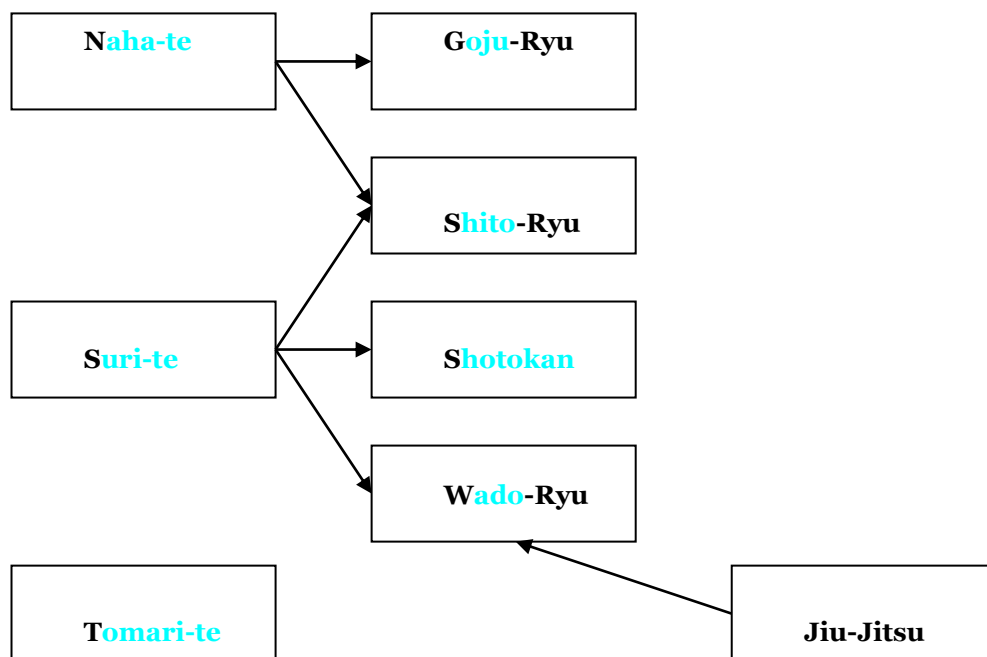 Naha-te
Goju-Ryu
Shito-Ryu
Suri-te
Shotokan
Wado-Ryu
Tomari-te
Jiu-Jitsu